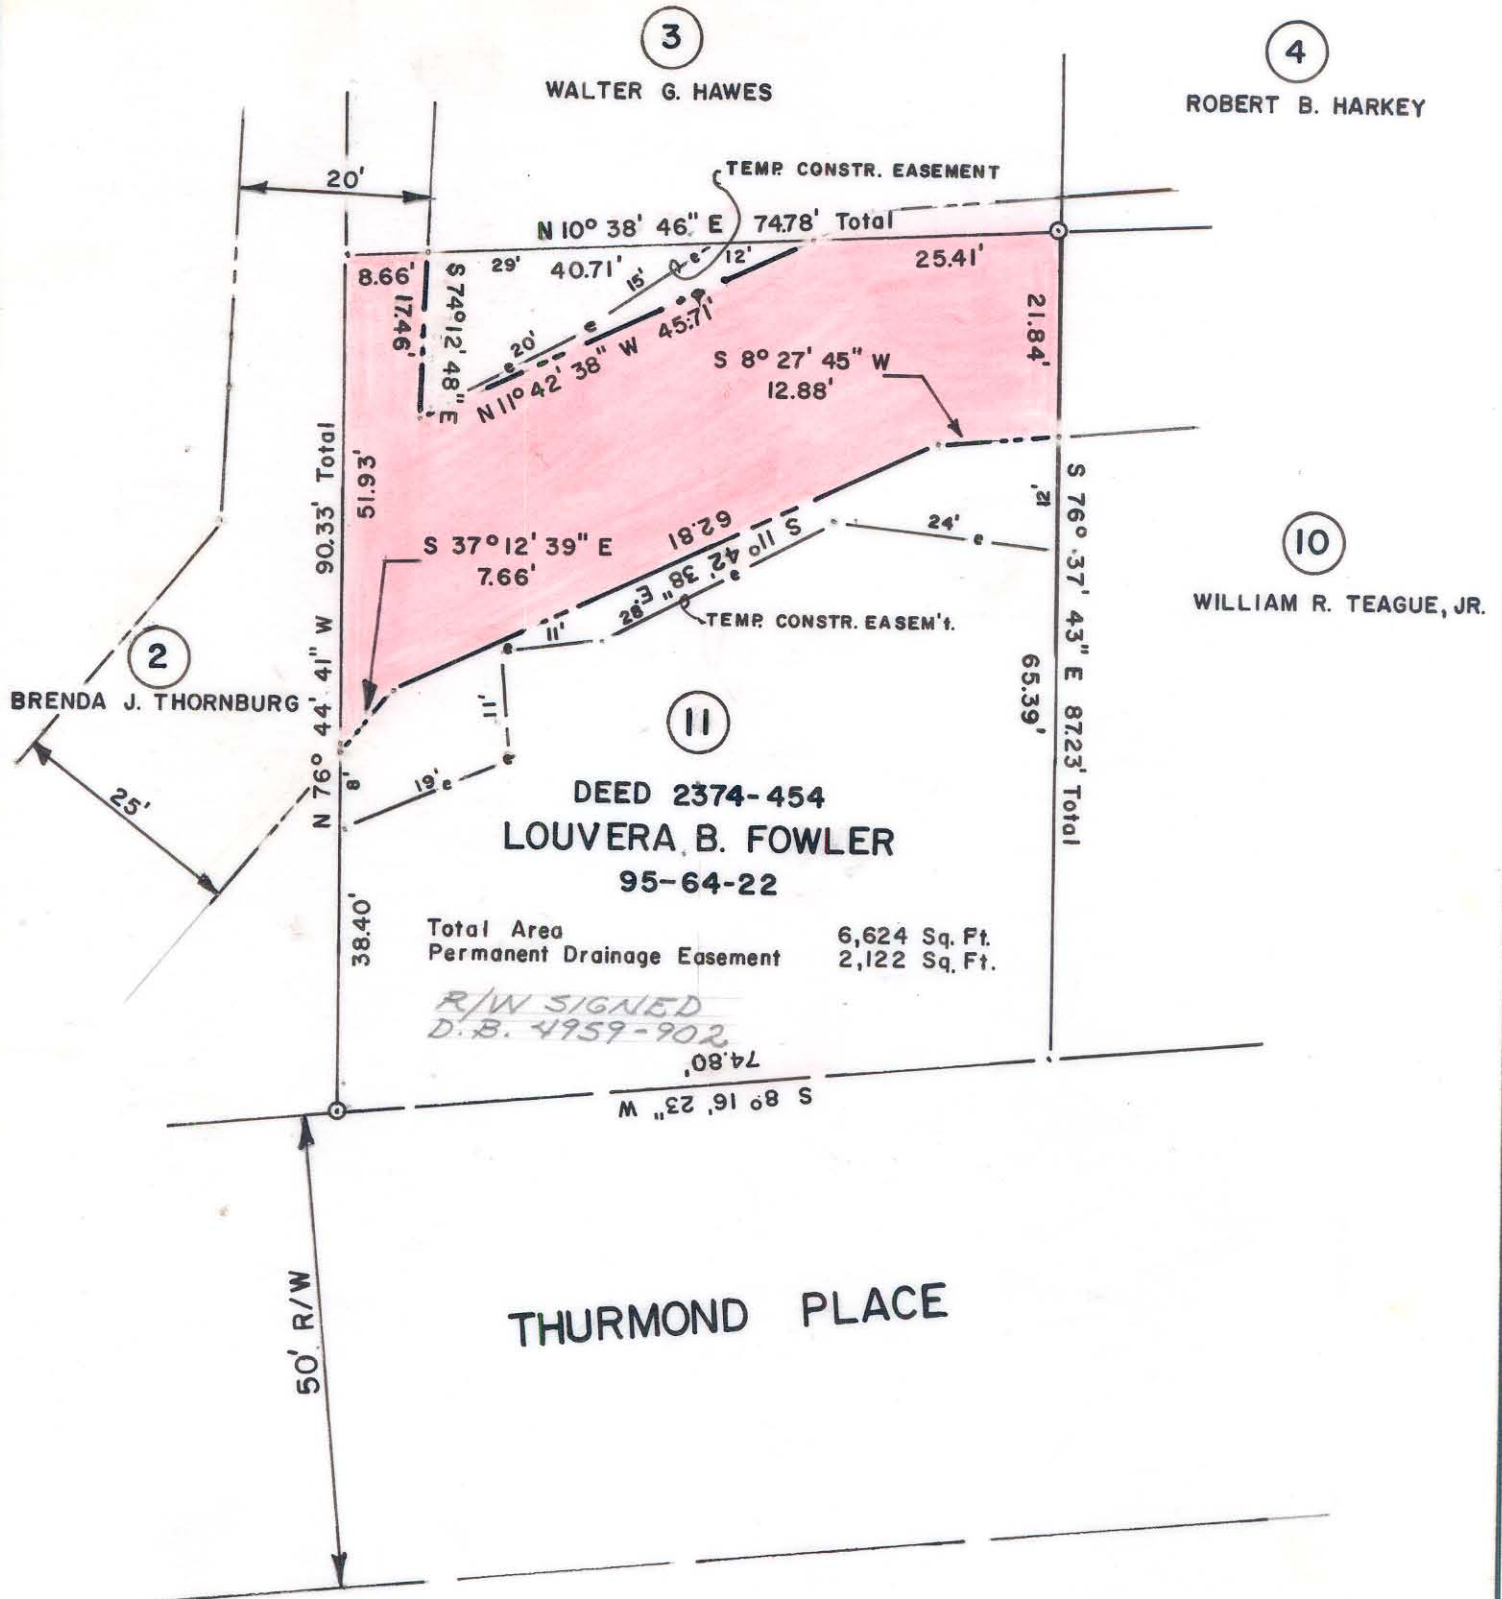 3
WALTER G. HAWES
4
ROBERT B. HARKEY
20'
TEMP. CONSTR. EASEMENT
N 10° 38' 46" E 74.78' Total
8.66'
29'
40.71'
15'
e
12'
25.41'
17.46'
S 74° 12' 48" E
20'
e
e
N 11° 42' 38" W 45.71'
21.84'
S 8° 27' 45" W
12.88'
N 76° 44' 41" W 90.33' Total
51.93'
S 37° 12' 39" E
7.66'
62.81
S 11° 42' 38" E
12'
24'
e
S 76° 37' 43" E 87.23' Total
10
WILLIAM R. TEAGUE, JR.
e
28'
TEMP. CONSTR. EASEM'T.
11'
e
2
BRENDA J. THORNBURG
11'
65.39'
11
8'
19'
e
e
25'
DEED 2374-454
LOUVERA B. FOWLER
95-64-22
38.40'
Total Area 6,624 Sq. Ft.
Permanent Drainage Easement 2,122 Sq. Ft.
R/W SIGNED
D.B. 4959-902
74.80'
S 8° 16' 23" W
50' R/W
THURMOND PLACE